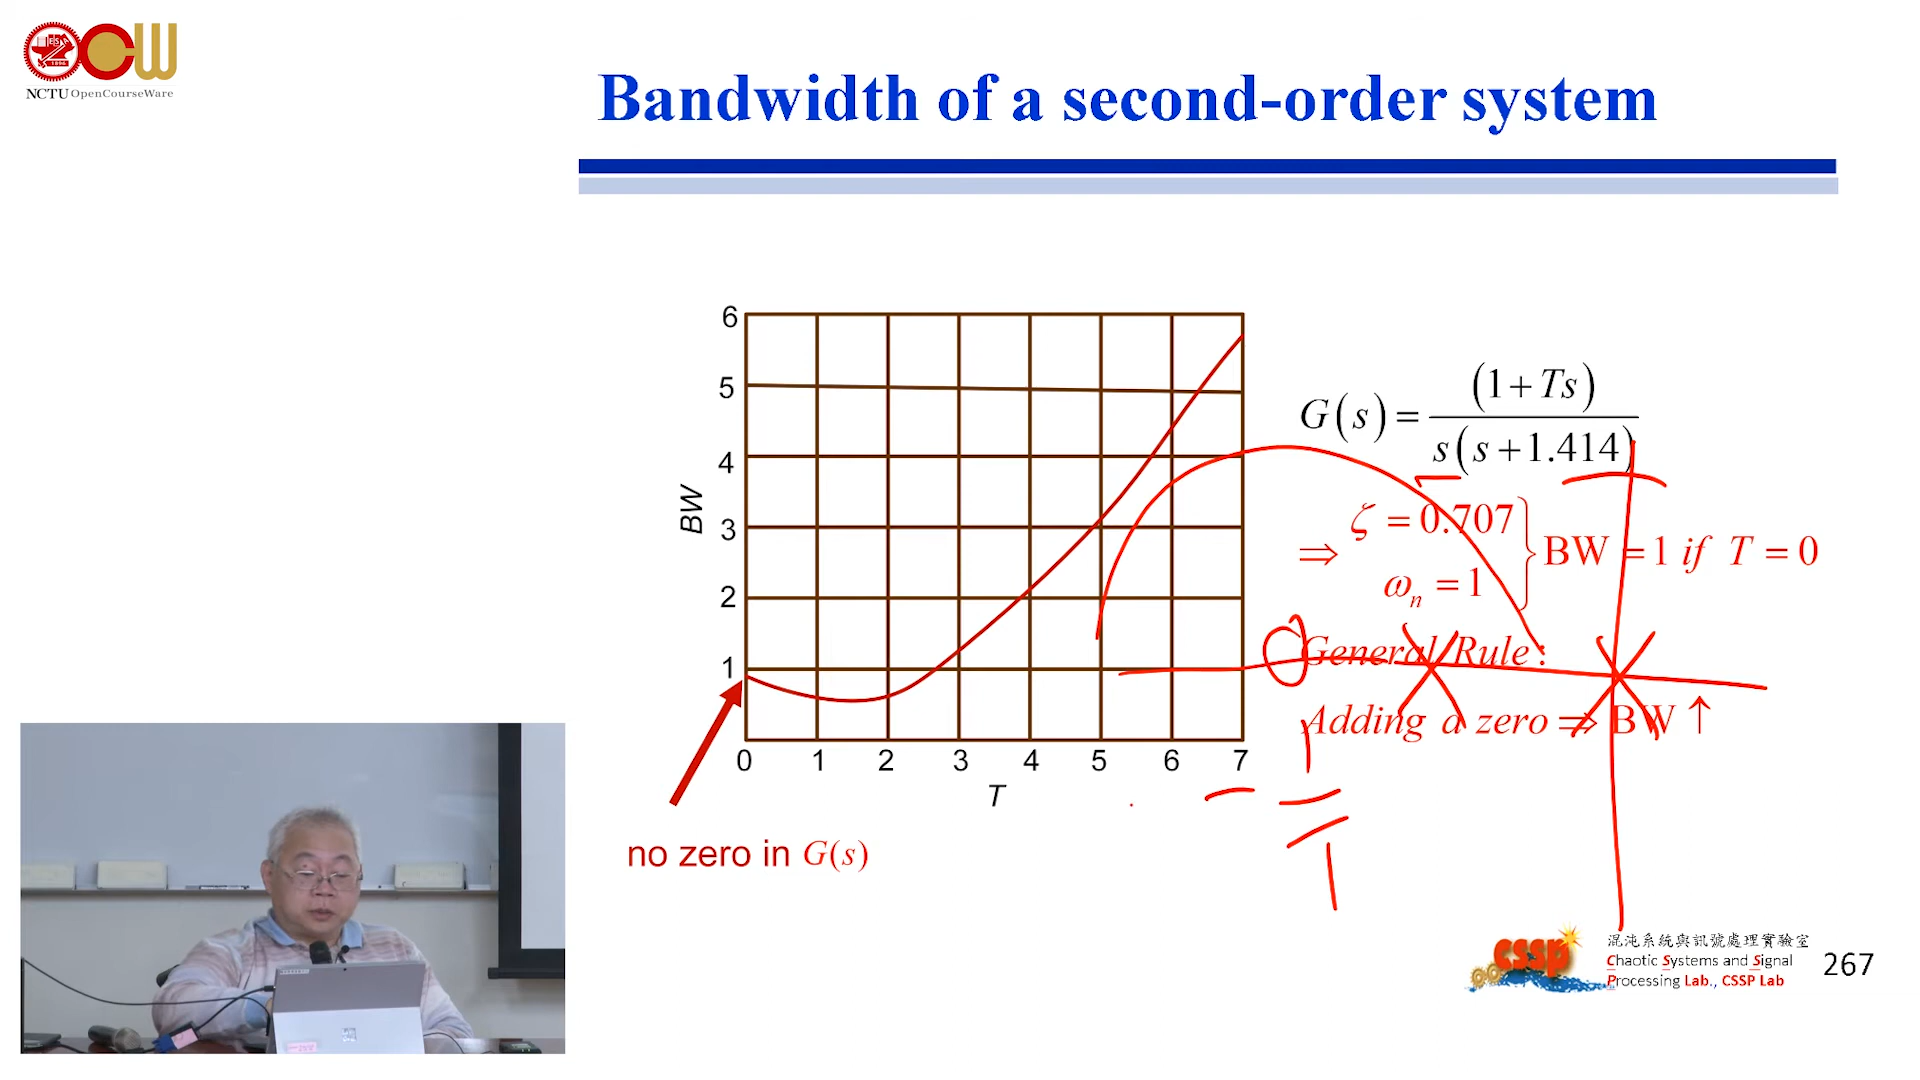 NCTU OpenCourseWare
Bandwidth of a second-order system
6
5
4
3
2
1
BW
0 1 2 3 4 5 6 7
T
no zero in G(s)
G(s) = (1+Ts) / s(s+1.414)
⇒ ζ = 0.707
ωn = 1 } BW = 1 if T = 0
General Rule:
Adding a zero ⇒ BW ↑
-1/T
cssp
混沌系統與訊號處理實驗室
Chaotic Systems and Signal
Processing Lab., CSSP Lab
267